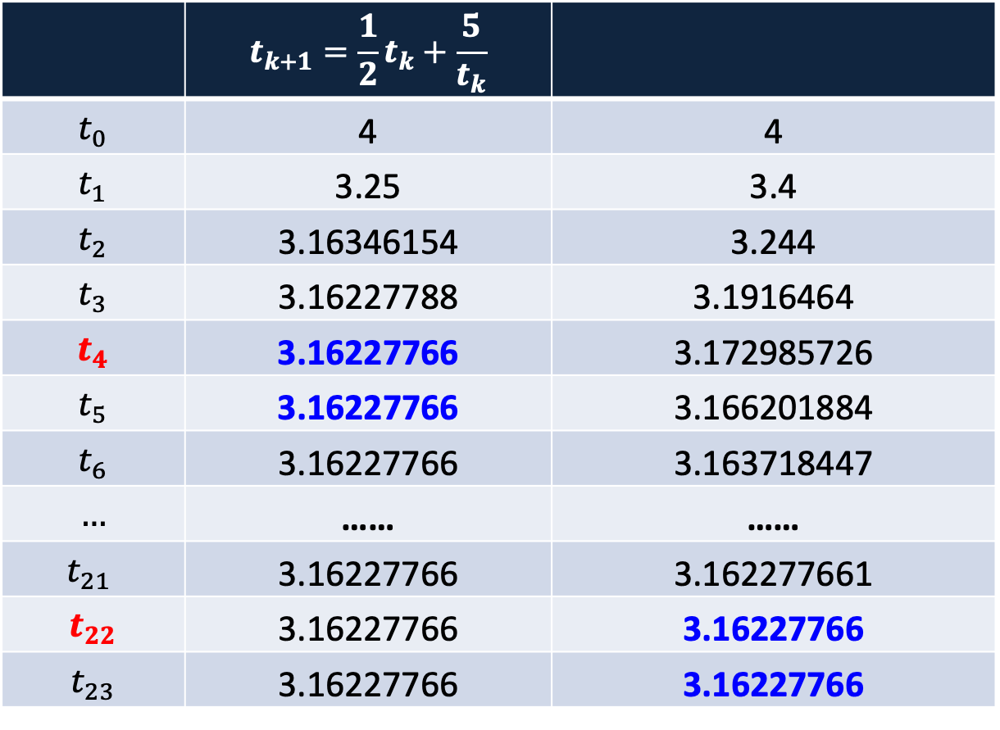 t_{k+1} = \frac{1}{2} t_k + \frac{5}{t_k}
t_0 4 4
t_1 3.25 3.4
t_2 3.16346154 3.244
t_3 3.16227788 3.1916464
t_4 3.16227766 3.172985726
t_5 3.16227766 3.166201884
t_6 3.16227766 3.163718447
... ...... ......
t_{21} 3.16227766 3.162277661
t_{22} 3.16227766 3.16227766
t_{23} 3.16227766 3.16227766